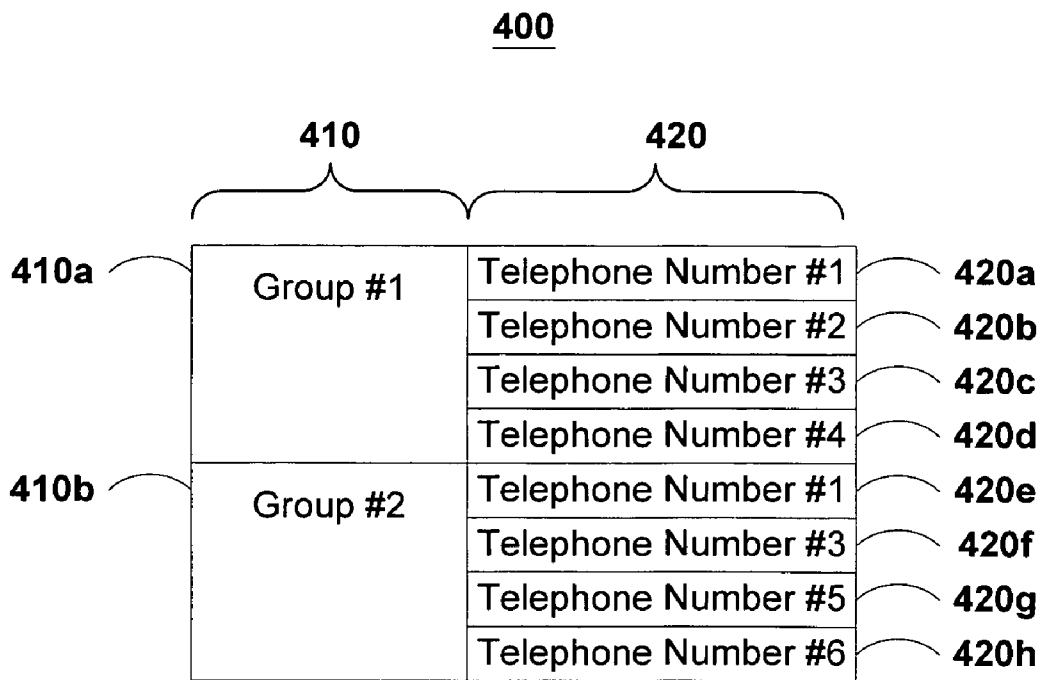 400
410 420
410a Group #1 Telephone Number #1 420a
Telephone Number #2 420b
Telephone Number #3 420c
Telephone Number #4 420d
410b Group #2 Telephone Number #1 420e
Telephone Number #3 420f
Telephone Number #5 420g
Telephone Number #6 420h